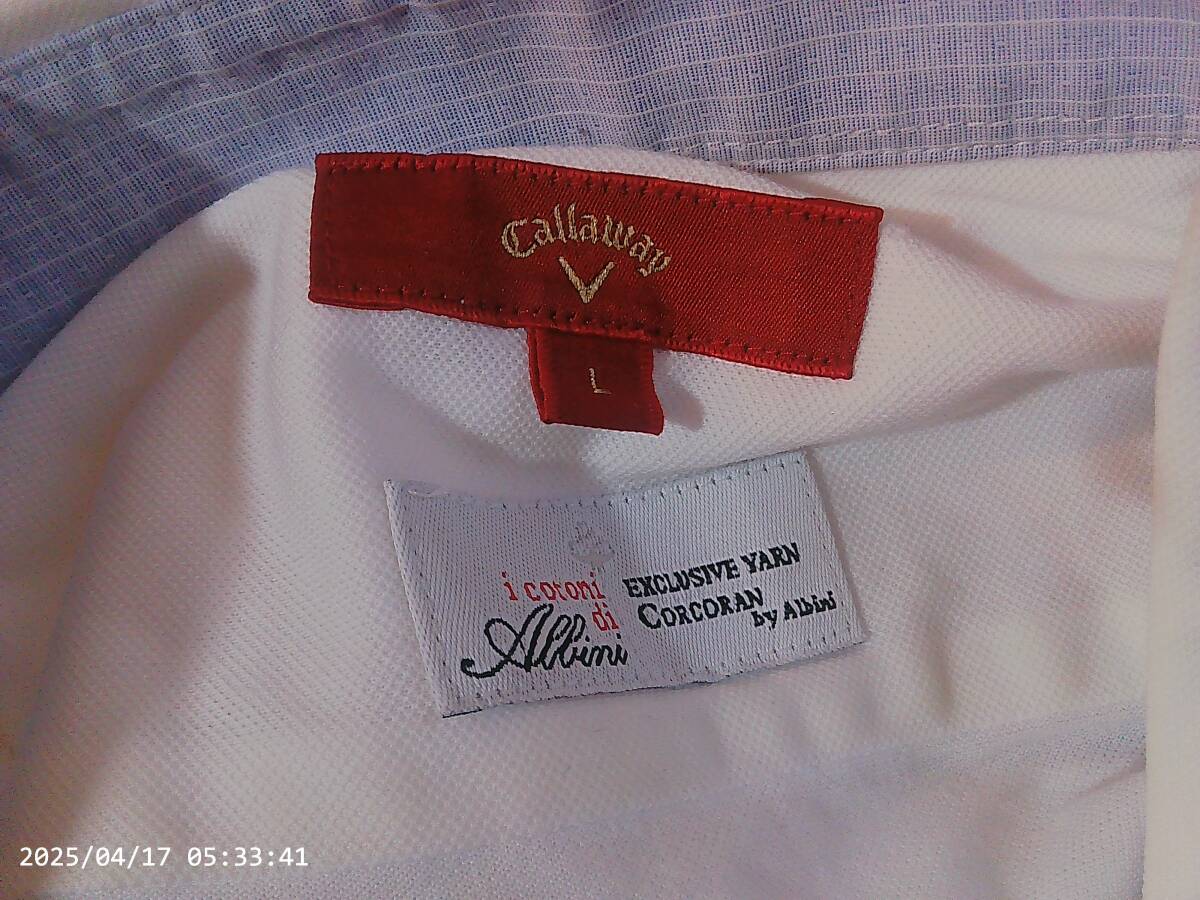 Callaway
L
i cotoni
di
Albini
EXCLUSIVE YARN
CORCORAN
by Albini
2025/04/17 05:33:41